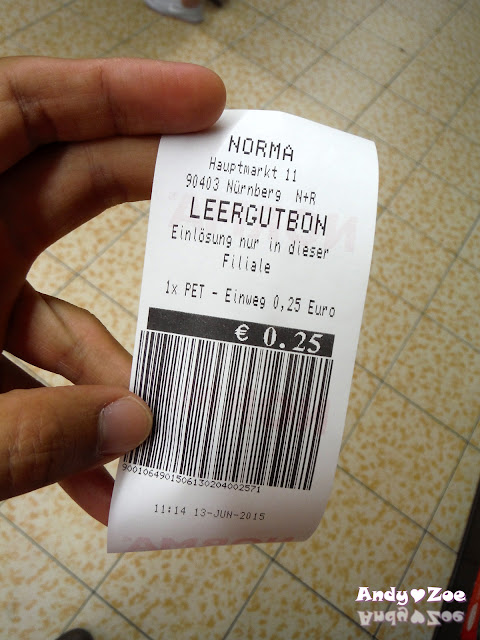 NORMA
Hauptmarkt 11
90403 Nürnberg N+R
LEERGUTBON
Einlösung nur in dieser
Filiale
1x PET - Einweg 0,25 Euro
€ 0.25
9001064901506130204002571
11:14 13-JUN-2015
NORMA
Andy♥Zoe